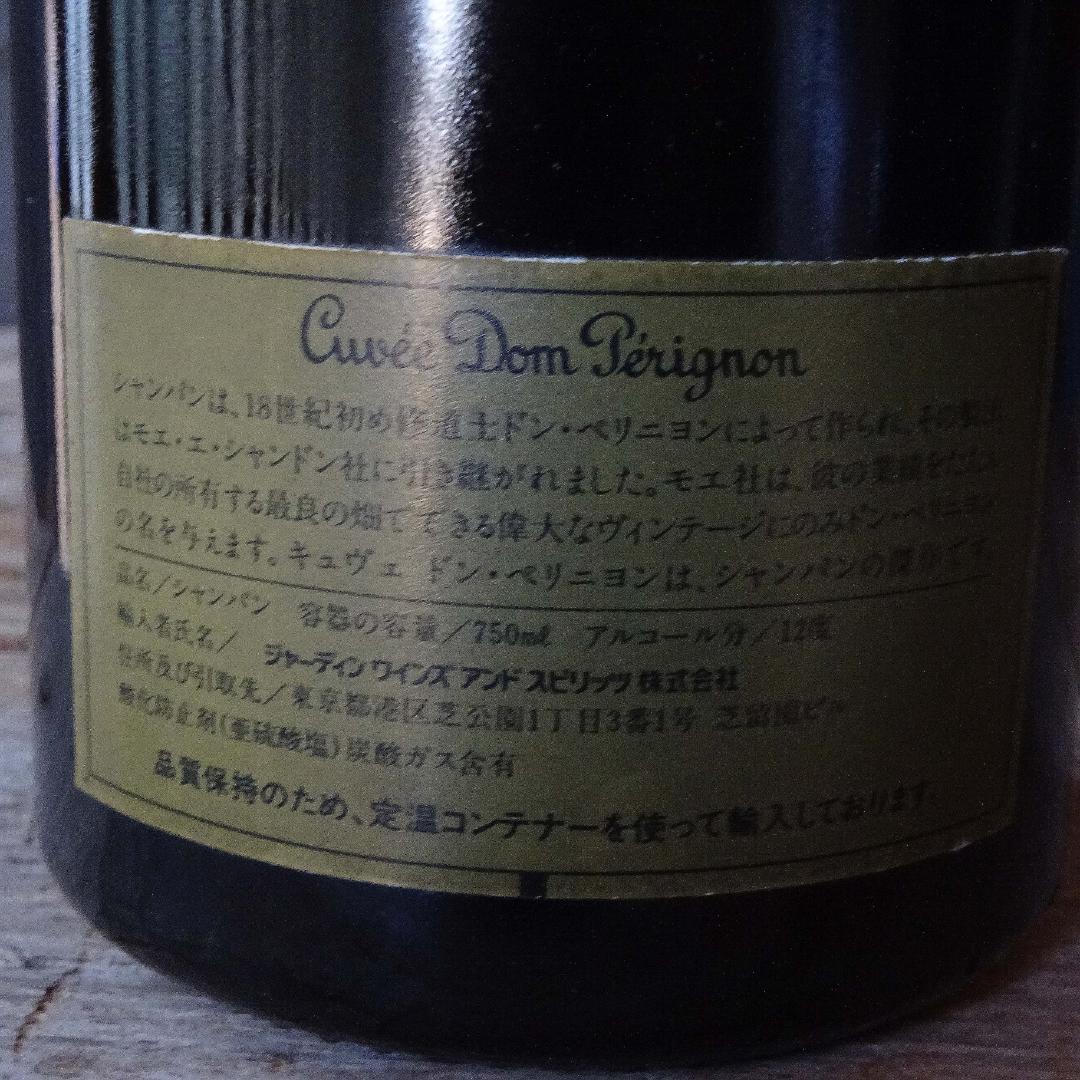 Cuvée Dom Pérignon
シャンパンは、18世紀初め修道士ドン・ペリニヨンによって作られ、その製法
はモエ・エ・シャンドン社に引き継がれました。モエ社は、彼の業績をたたえ
自社の所有する最良の畑でできる偉大なヴィンテージにのみドン・ペリニヨン
の名を与えます。キュヴェ ドン・ペリニヨンは、シャンパンの
品名/シャンパン 容器の容量/750ml アルコール分/12度
輸入者氏名/ ジャーディン ワインズ アンド スピリッツ 株式会社
住所及び引取先/東京都港区芝公園1丁目3番1号 芝留園ビル
酸化防止剤(亜硫酸塩)炭酸ガス含有
品質保持のため、定温コンテナーを使って輸入しております。